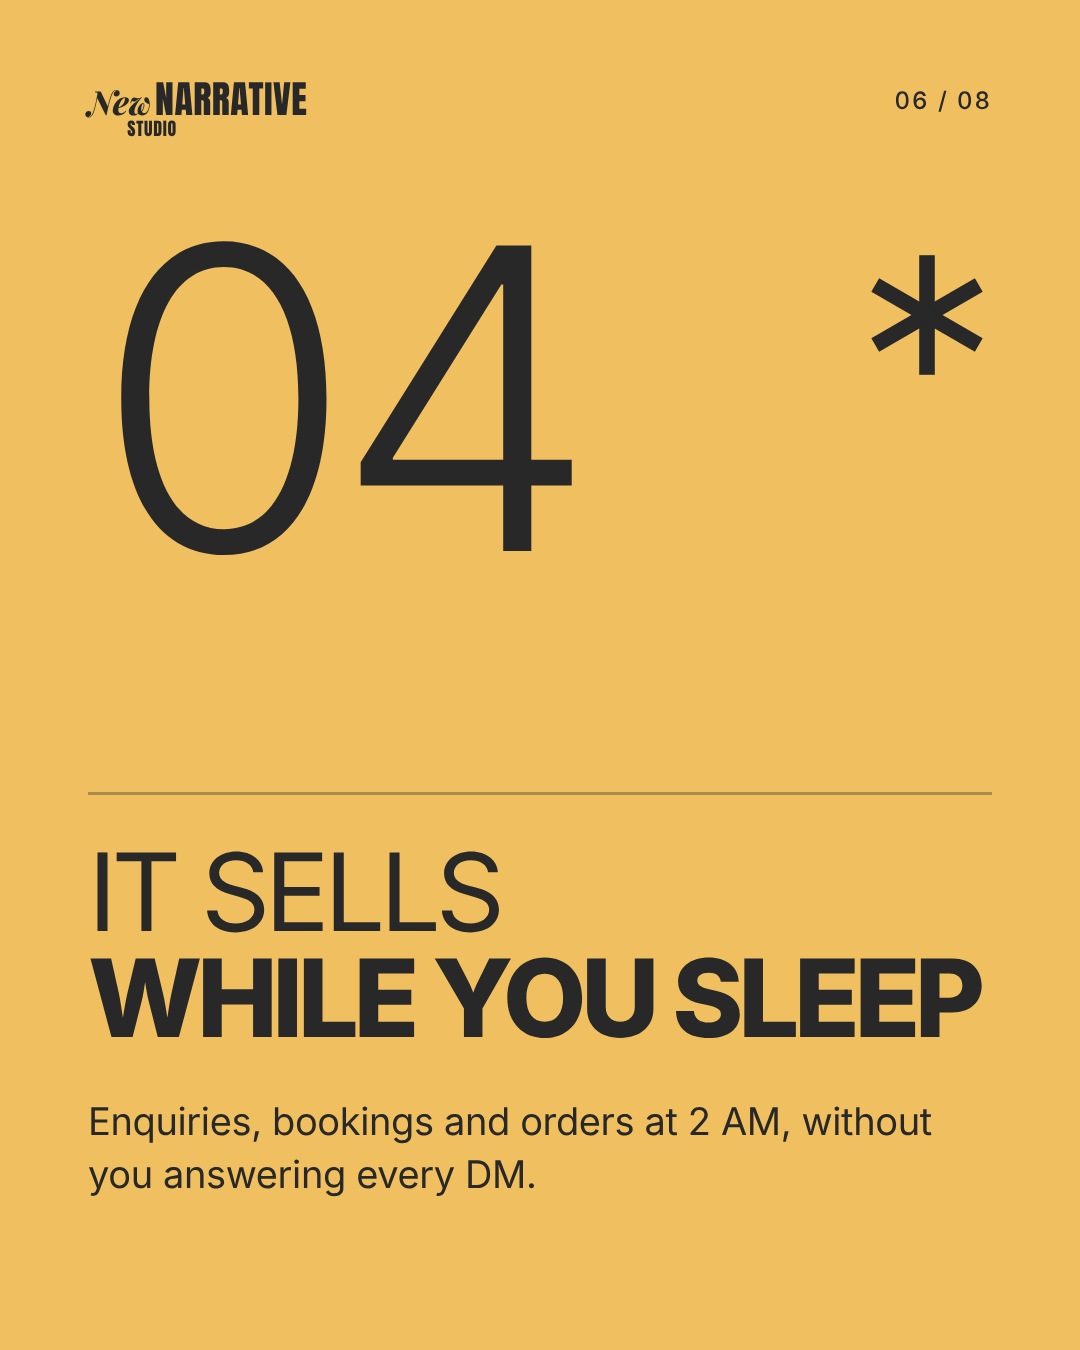 New NARRATIVE
STUDIO
06 / 08
04
*
IT SELLS
WHILE YOU SLEEP
Enquiries, bookings and orders at 2 AM, without
you answering every DM.